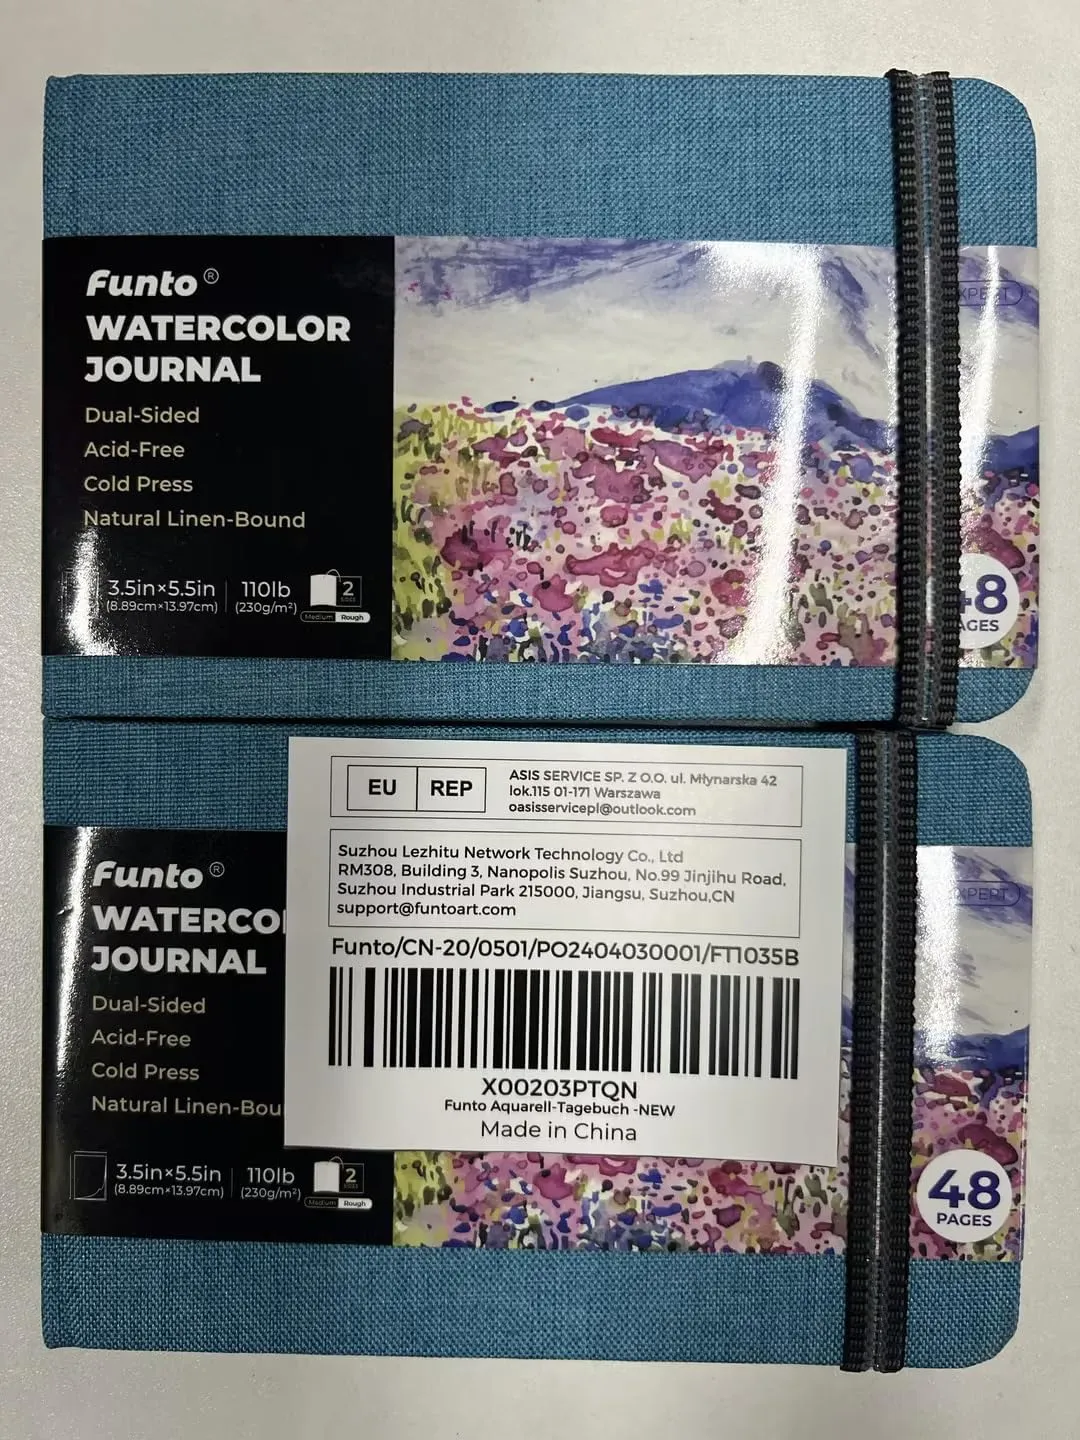 Funto®
WATERCOLOR
JOURNAL
Dual-Sided
Acid-Free
Cold Press
Natural Linen-Bound
3.5in×5.5in | 110lb
(8.89cm×13.97cm) (230g/m²)
2
Medium Rough
XPERT
48
AGES
EU REP
ASIS SERVICE SP. Z O.O. ul. Młynarska 42
lok.115 01-171 Warszawa
oasisservicepl@outlook.com
Suzhou Lezhitu Network Technology Co., Ltd
RM308, Building 3, Nanopolis Suzhou, No.99 Jinjihu Road,
Suzhou Industrial Park 215000, Jiangsu, Suzhou,CN
support@funtoart.com
Funto/CN-20/0501/PO2404030001/FT1035B
X00203PTQN
Funto Aquarell-Tagebuch -NEW
Made in China
Funto®
WATERCO
JOURNAL
Dual-Sided
Acid-Free
Cold Press
Natural Linen-Bou
3.5in×5.5in | 110lb
(8.89cm×13.97cm) (230g/m²)
2
Medium Rough
XPERT
48
PAGES